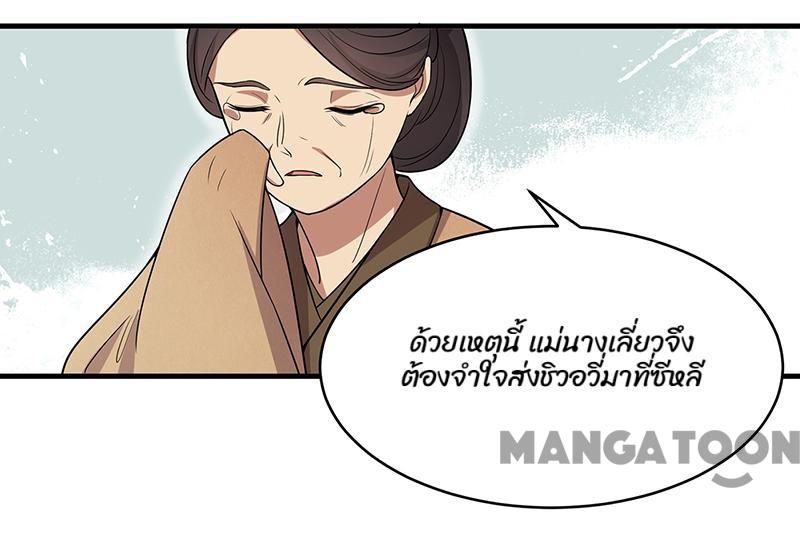 ด้วยเหตุนี้ แม่นางเลี่ยวจึง
ต้องจำใจส่งชิวอวี่มาที่ซีหลี
MANGATOON